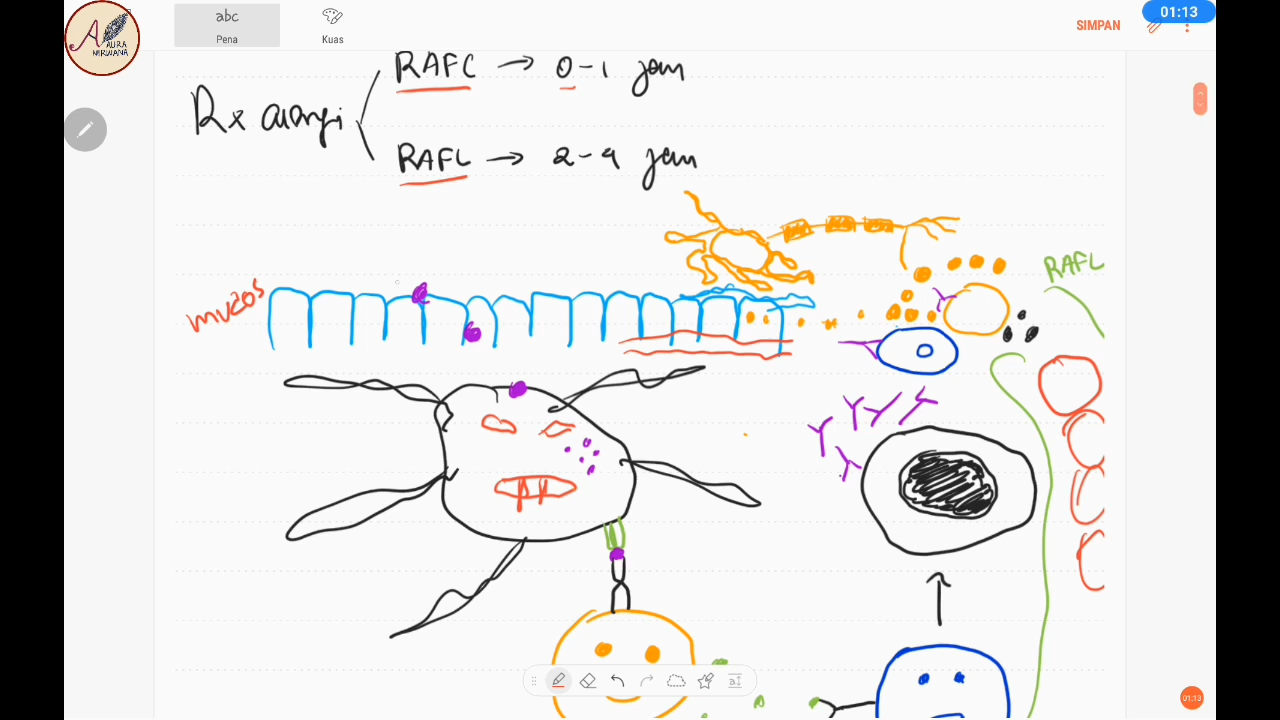 01:13
AURA NIRWANA
abc
Pena
Kuas
SIMPAN
RAFC → 0-1 jam
Rx alergi
RAFL → 2-4 jam
RAFL
mucos
01:13